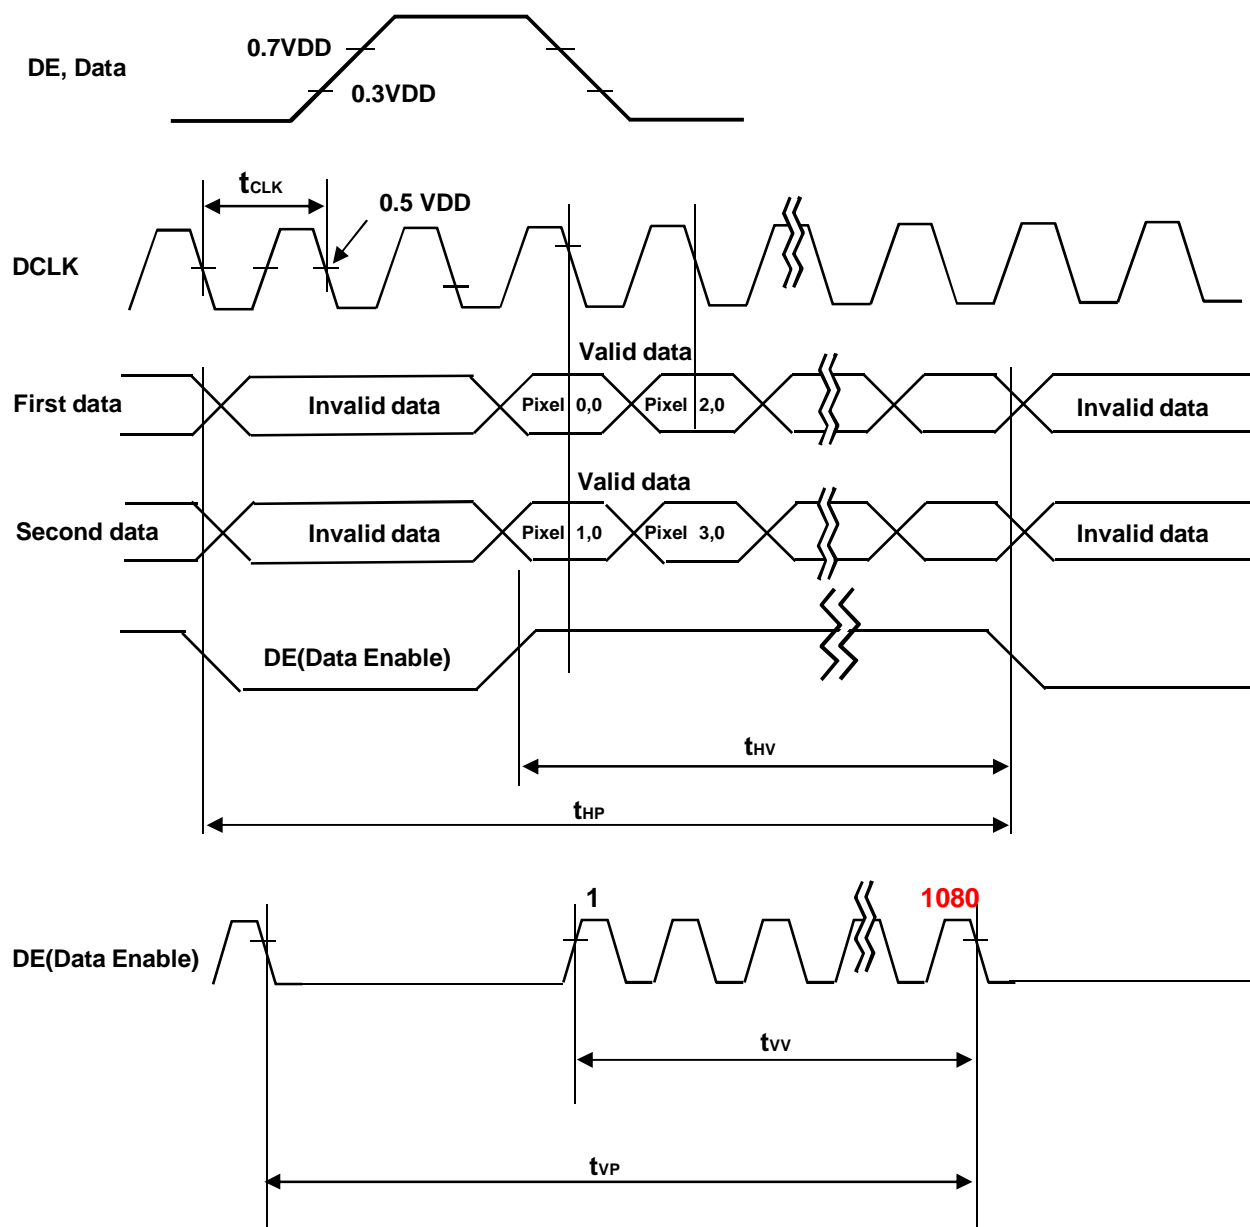 0.7VDD
DE, Data
0.3VDD
tCLK
0.5 VDD
DCLK
Valid data
First data
Invalid data
Pixel 0,0
Pixel 2,0
Invalid data
Valid data
Second data
Invalid data
Pixel 1,0
Pixel 3,0
Invalid data
DE(Data Enable)
tHV
tHP
1
1080
DE(Data Enable)
tVV
tVP